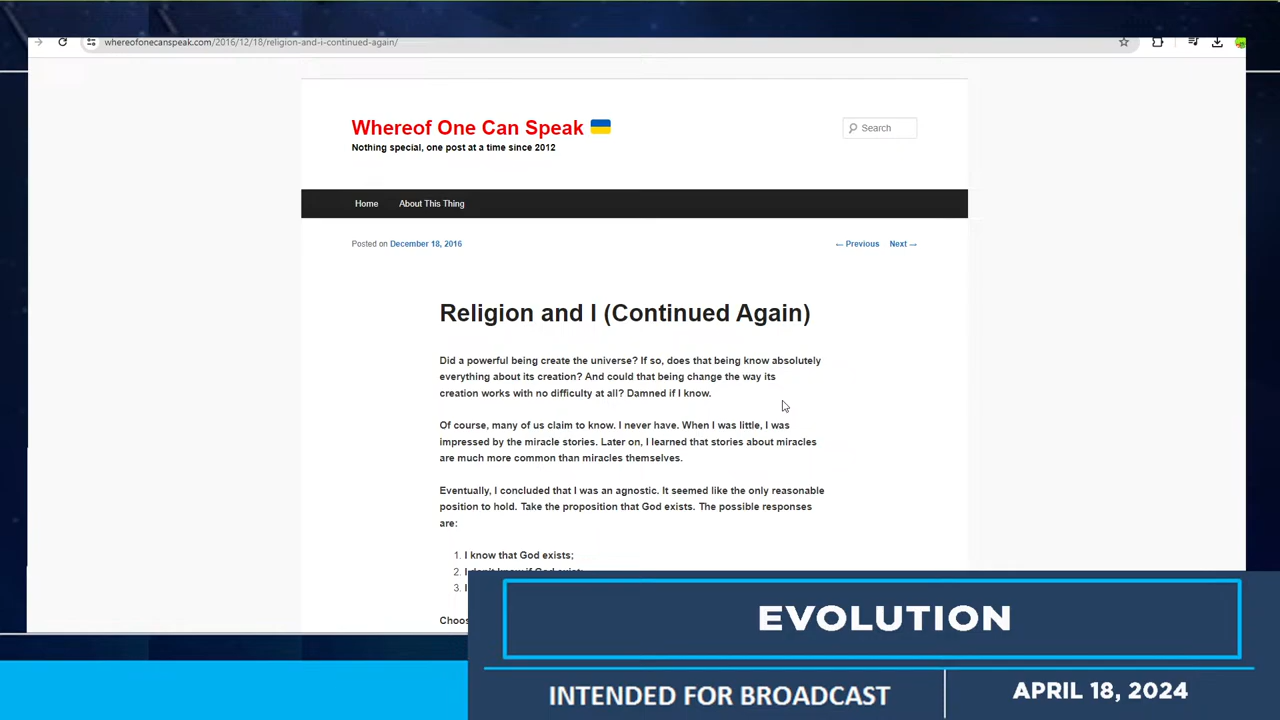 whereofonecanspeak.com/2016/12/18/religion-and-i-continued-again/
Whereof One Can Speak
Search
Nothing special, one post at a time since 2012
Home About This Thing
Posted on December 18, 2016 ← Previous Next →
Religion and I (Continued Again)
Did a powerful being create the universe? If so, does that being know absolutely
everything about its creation? And could that being change the way its
creation works with no difficulty at all? Damned if I know.
Of course, many of us claim to know. I never have. When I was little, I was
impressed by the miracle stories. Later on, I learned that stories about miracles
are much more common than miracles themselves.
Eventually, I concluded that I was an agnostic. It seemed like the only reasonable
position to hold. Take the proposition that God exists. The possible responses
are:
1. I know that God exists;
2. I don't know if God exists;
3. I
EVOLUTION
INTENDED FOR BROADCAST
APRIL 18, 2024